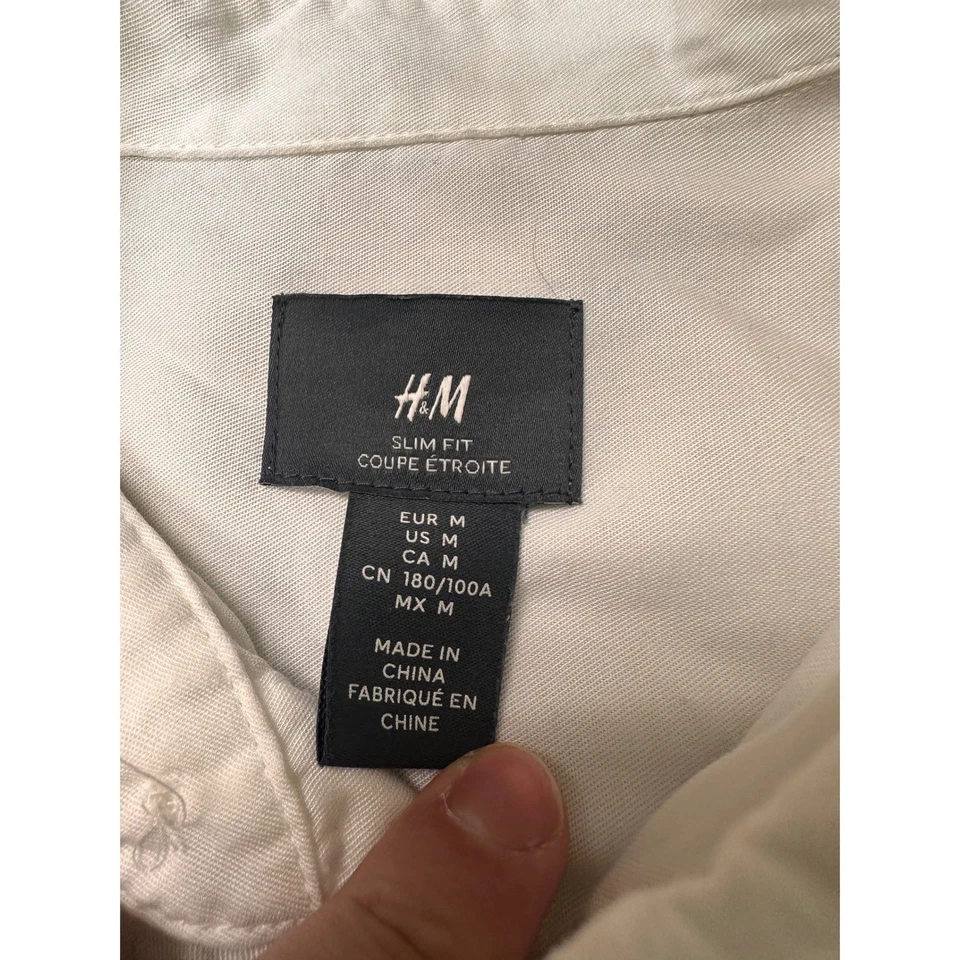 H&M
SLIM FIT
COUPE ÉTROITE
EUR M
US M
CA M
CN 180/100A
MX M
MADE IN
CHINA
FABRIQUÉ EN
CHINE